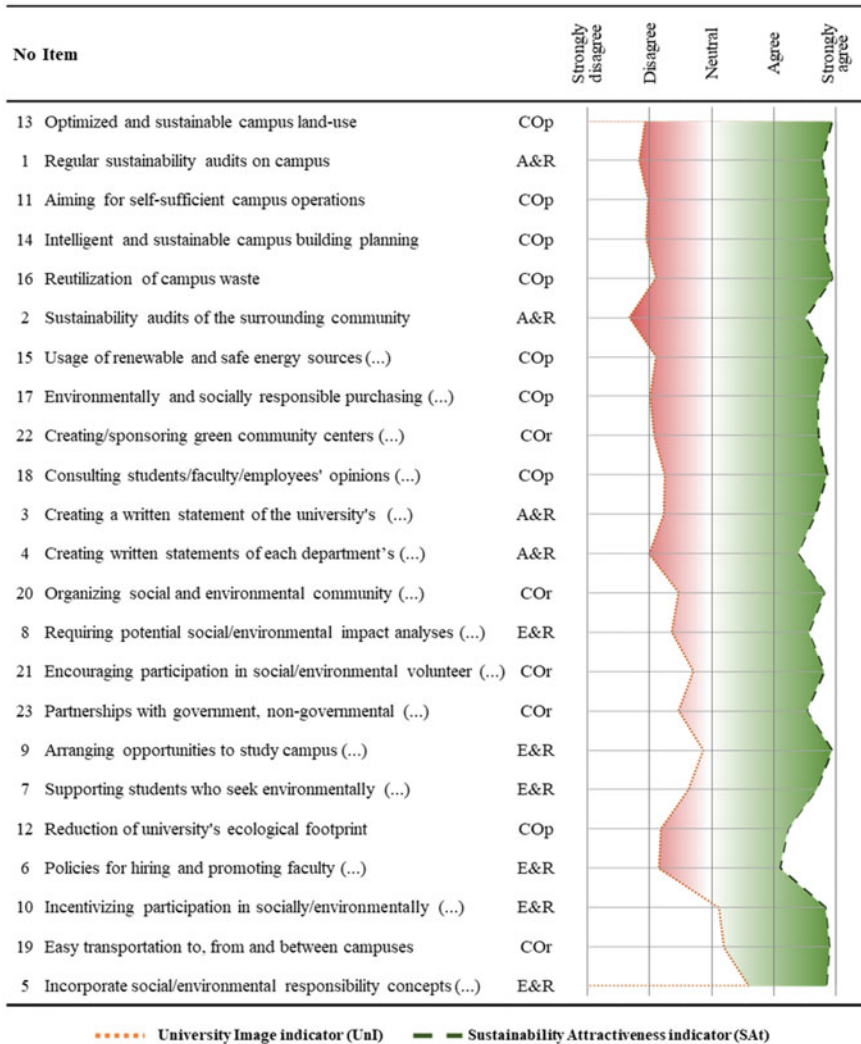 No Item Strongly disagree Disagree Neutral Agree Strongly agree
13 Optimized and sustainable campus land-use COp
1 Regular sustainability audits on campus A&R
11 Aiming for self-sufficient campus operations COp
14 Intelligent and sustainable campus building planning COp
16 Reutilization of campus waste COp
2 Sustainability audits of the surrounding community A&R
15 Usage of renewable and safe energy sources (...) COp
17 Environmentally and socially responsible purchasing (...) COp
22 Creating/sponsoring green community centers (...) COr
18 Consulting students/faculty/employees' opinions (...) COp
3 Creating a written statement of the university's (...) A&R
4 Creating written statements of each department’s (...) A&R
20 Organizing social and environmental community (...) COr
8 Requiring potential social/environmental impact analyses (...) E&R
21 Encouraging participation in social/environmental volunteer (...) COr
23 Partnerships with government, non-governmental (...) COr
9 Arranging opportunities to study campus (...) E&R
7 Supporting students who seek environmentally (...) E&R
12 Reduction of university's ecological footprint COp
6 Policies for hiring and promoting faculty (...) E&R
10 Incentivizing participation in socially/environmentally (...) E&R
19 Easy transportation to, from and between campuses COr
5 Incorporate social/environmental responsibility concepts (...) E&R
University Image indicator (UnI) Sustainability Attractiveness indicator (SAt)